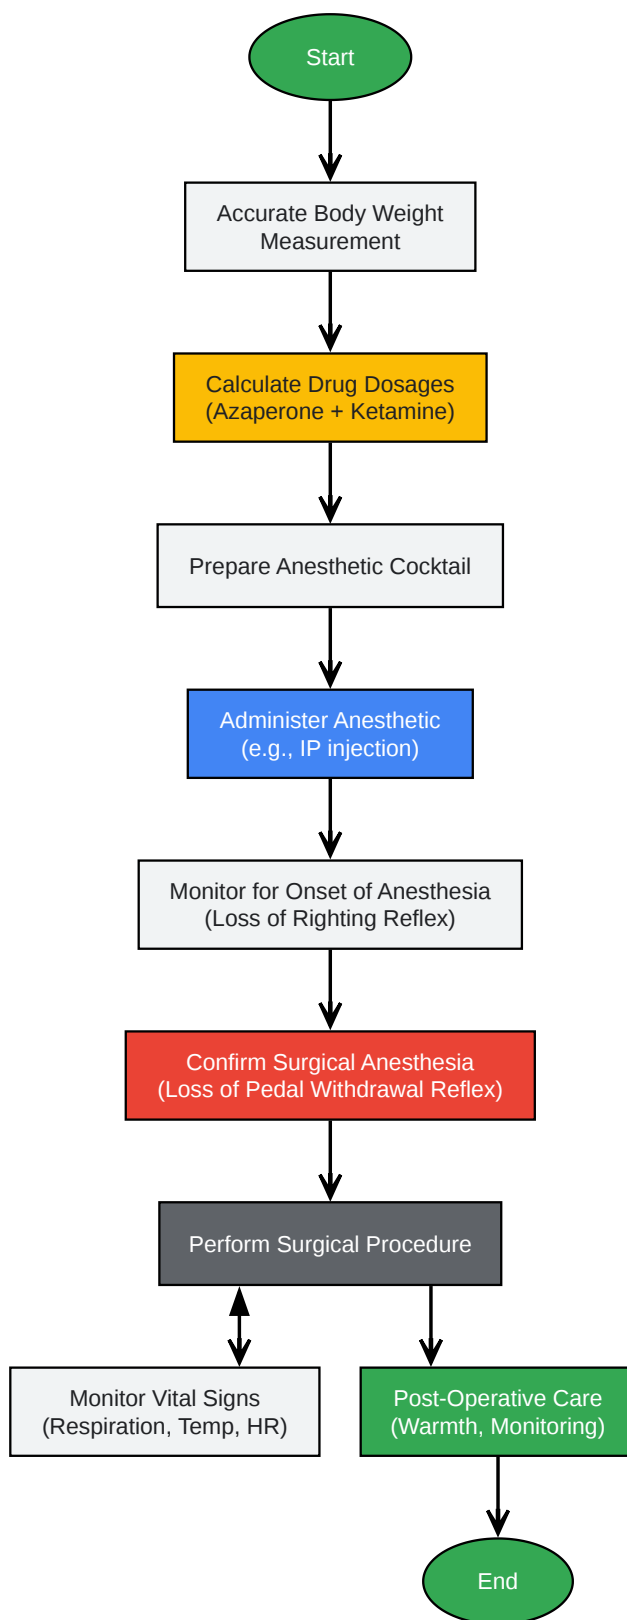 Start
Accurate Body Weight
Measurement
Calculate Drug Dosages
(Azaperone + Ketamine)
Prepare Anesthetic Cocktail
Administer Anesthetic
(e.g., IP injection)
Monitor for Onset of Anesthesia
(Loss of Righting Reflex)
Confirm Surgical Anesthesia
(Loss of Pedal Withdrawal Reflex)
Perform Surgical Procedure
Monitor Vital Signs
(Respiration, Temp, HR)
Post-Operative Care
(Warmth, Monitoring)
End